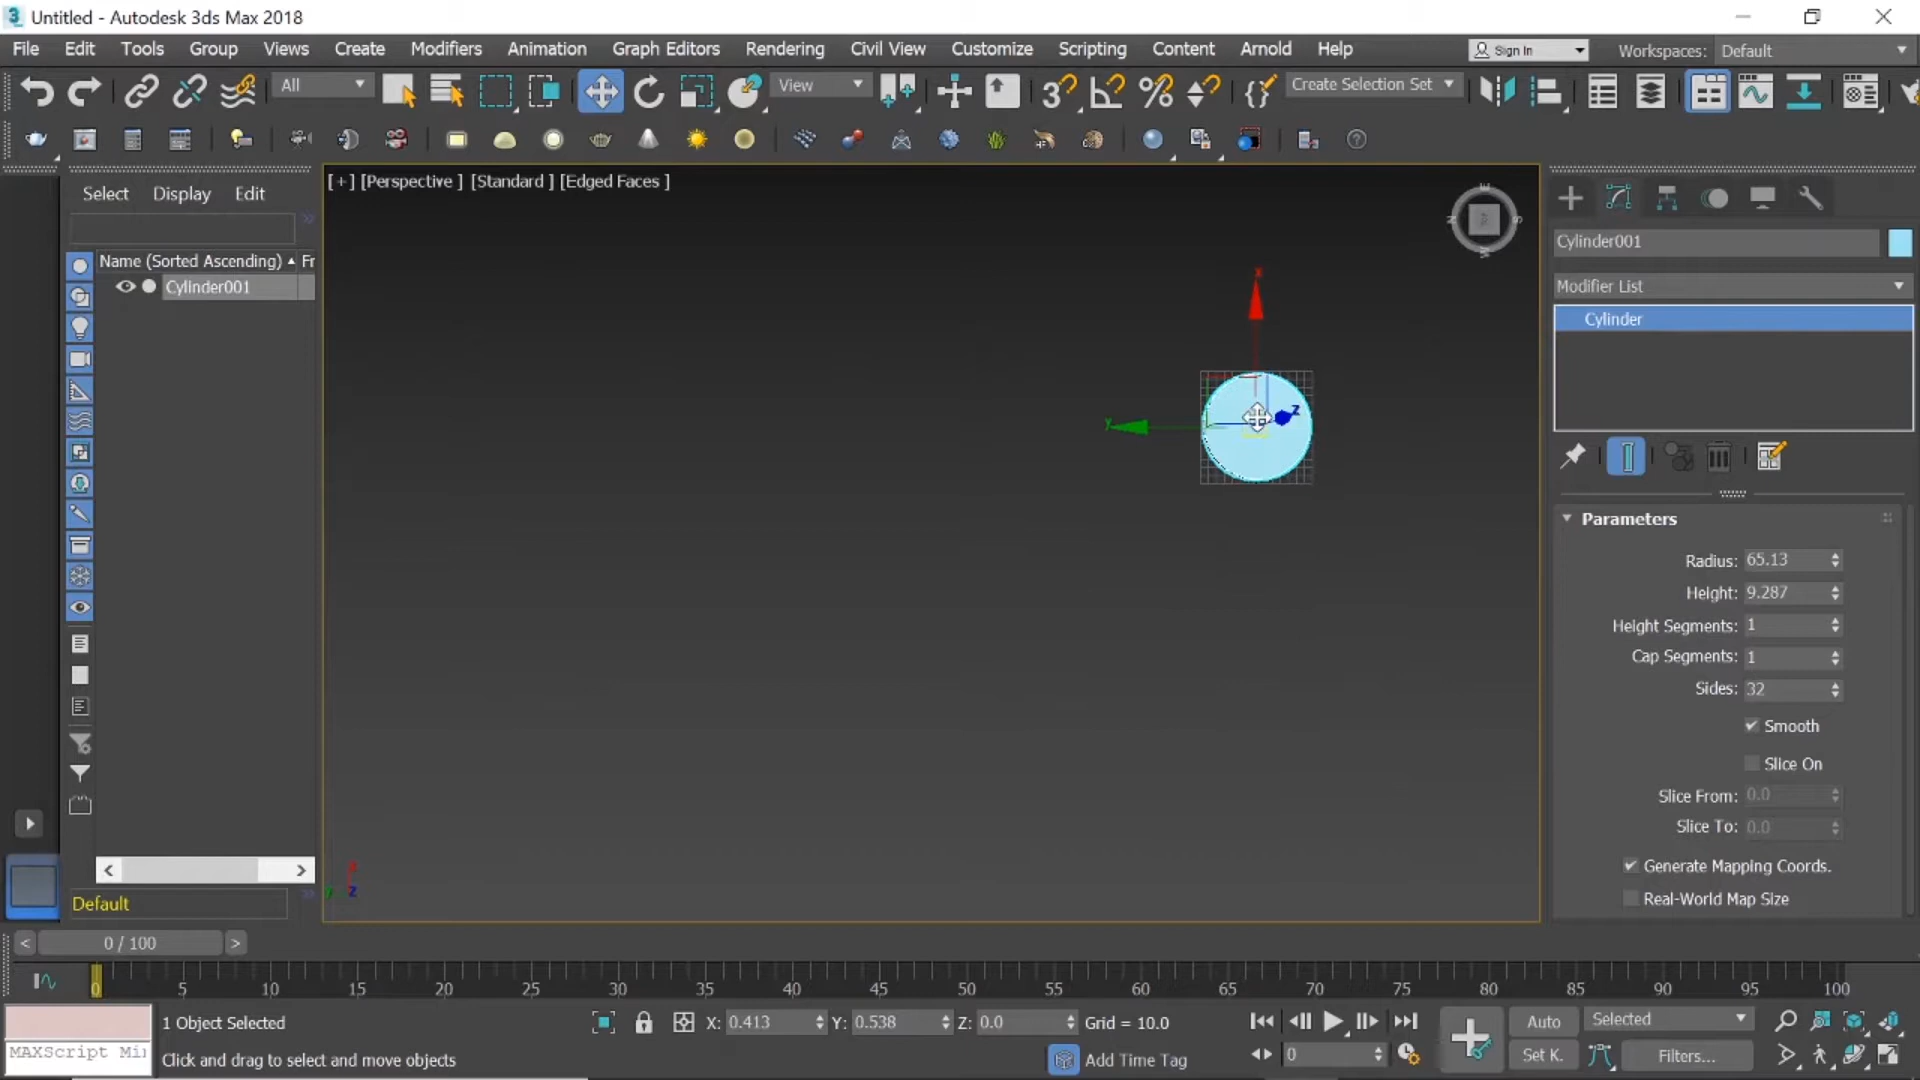 Untitled - Autodesk 3ds Max 2018
File Edit Tools Group Views Create Modifiers Animation Graph Editors Rendering Civil View Customize Scripting Content Arnold Help Sign In Workspaces: Default
All View 3 Create Selection Set
Select Display Edit
[+] [Perspective ] [Standard ] [Edged Faces ]
Cylinder001
Name (Sorted Ascending) Fr
Cylinder001
x
Modifier List
Cylinder
y
z
Parameters
Radius: 65.13
Height: 9.287
Height Segments: 1
Cap Segments: 1
Sides: 32
Smooth
Slice On
Slice From: 0.0
Slice To: 0.0
Generate Mapping Coords.
Real-World Map Size
Default
x
z
< 0 / 100 >
0 5 10 15 20 25 30 35 40 45 50 55 60 65 70 75 80 85 90 95 100
1 Object Selected X: 0.413 Y: 0.538 Z: 0.0 Grid = 10.0 Auto Selected
MAXScript Mi
Click and drag to select and move objects Add Time Tag 0 Set K. Filters...